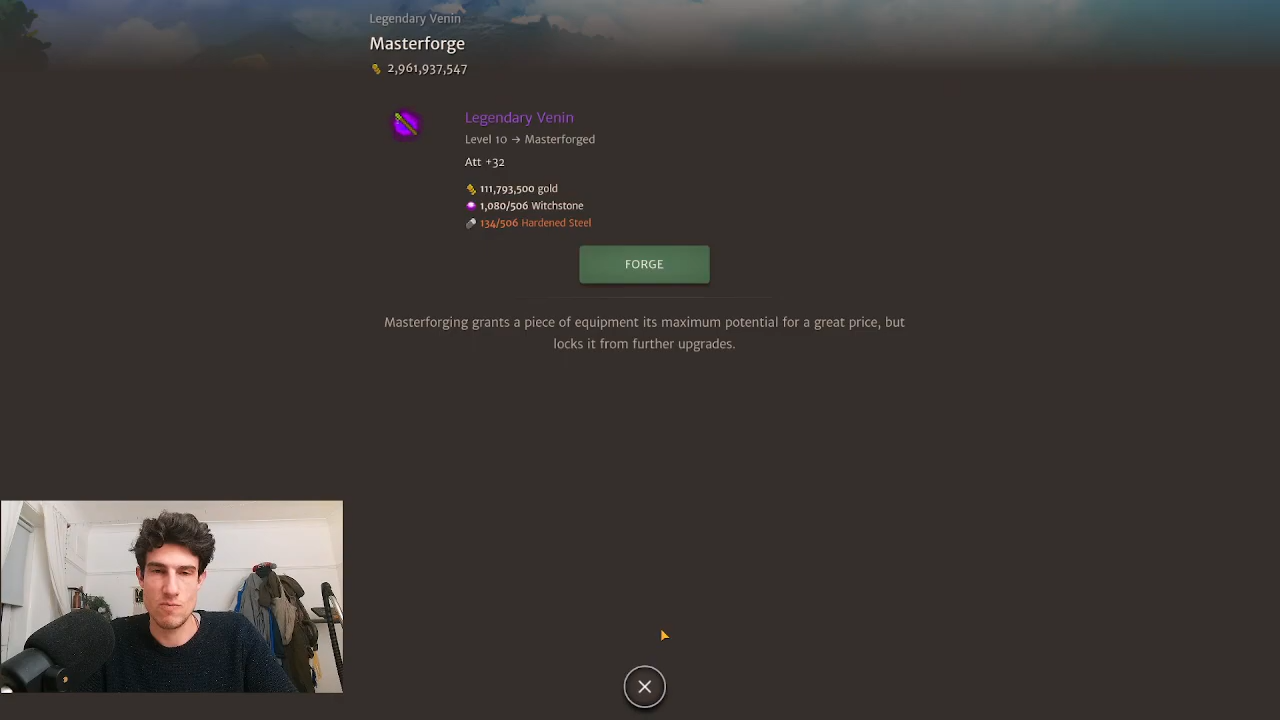 Legendary Venin
Masterforge
2,961,937,547
Legendary Venin
Level 10 → Masterforged
Att +32
111,793,500 gold
1,080/506 Witchstone
134/506 Hardened Steel
FORGE
Masterforging grants a piece of equipment its maximum potential for a great price, but
locks it from further upgrades.